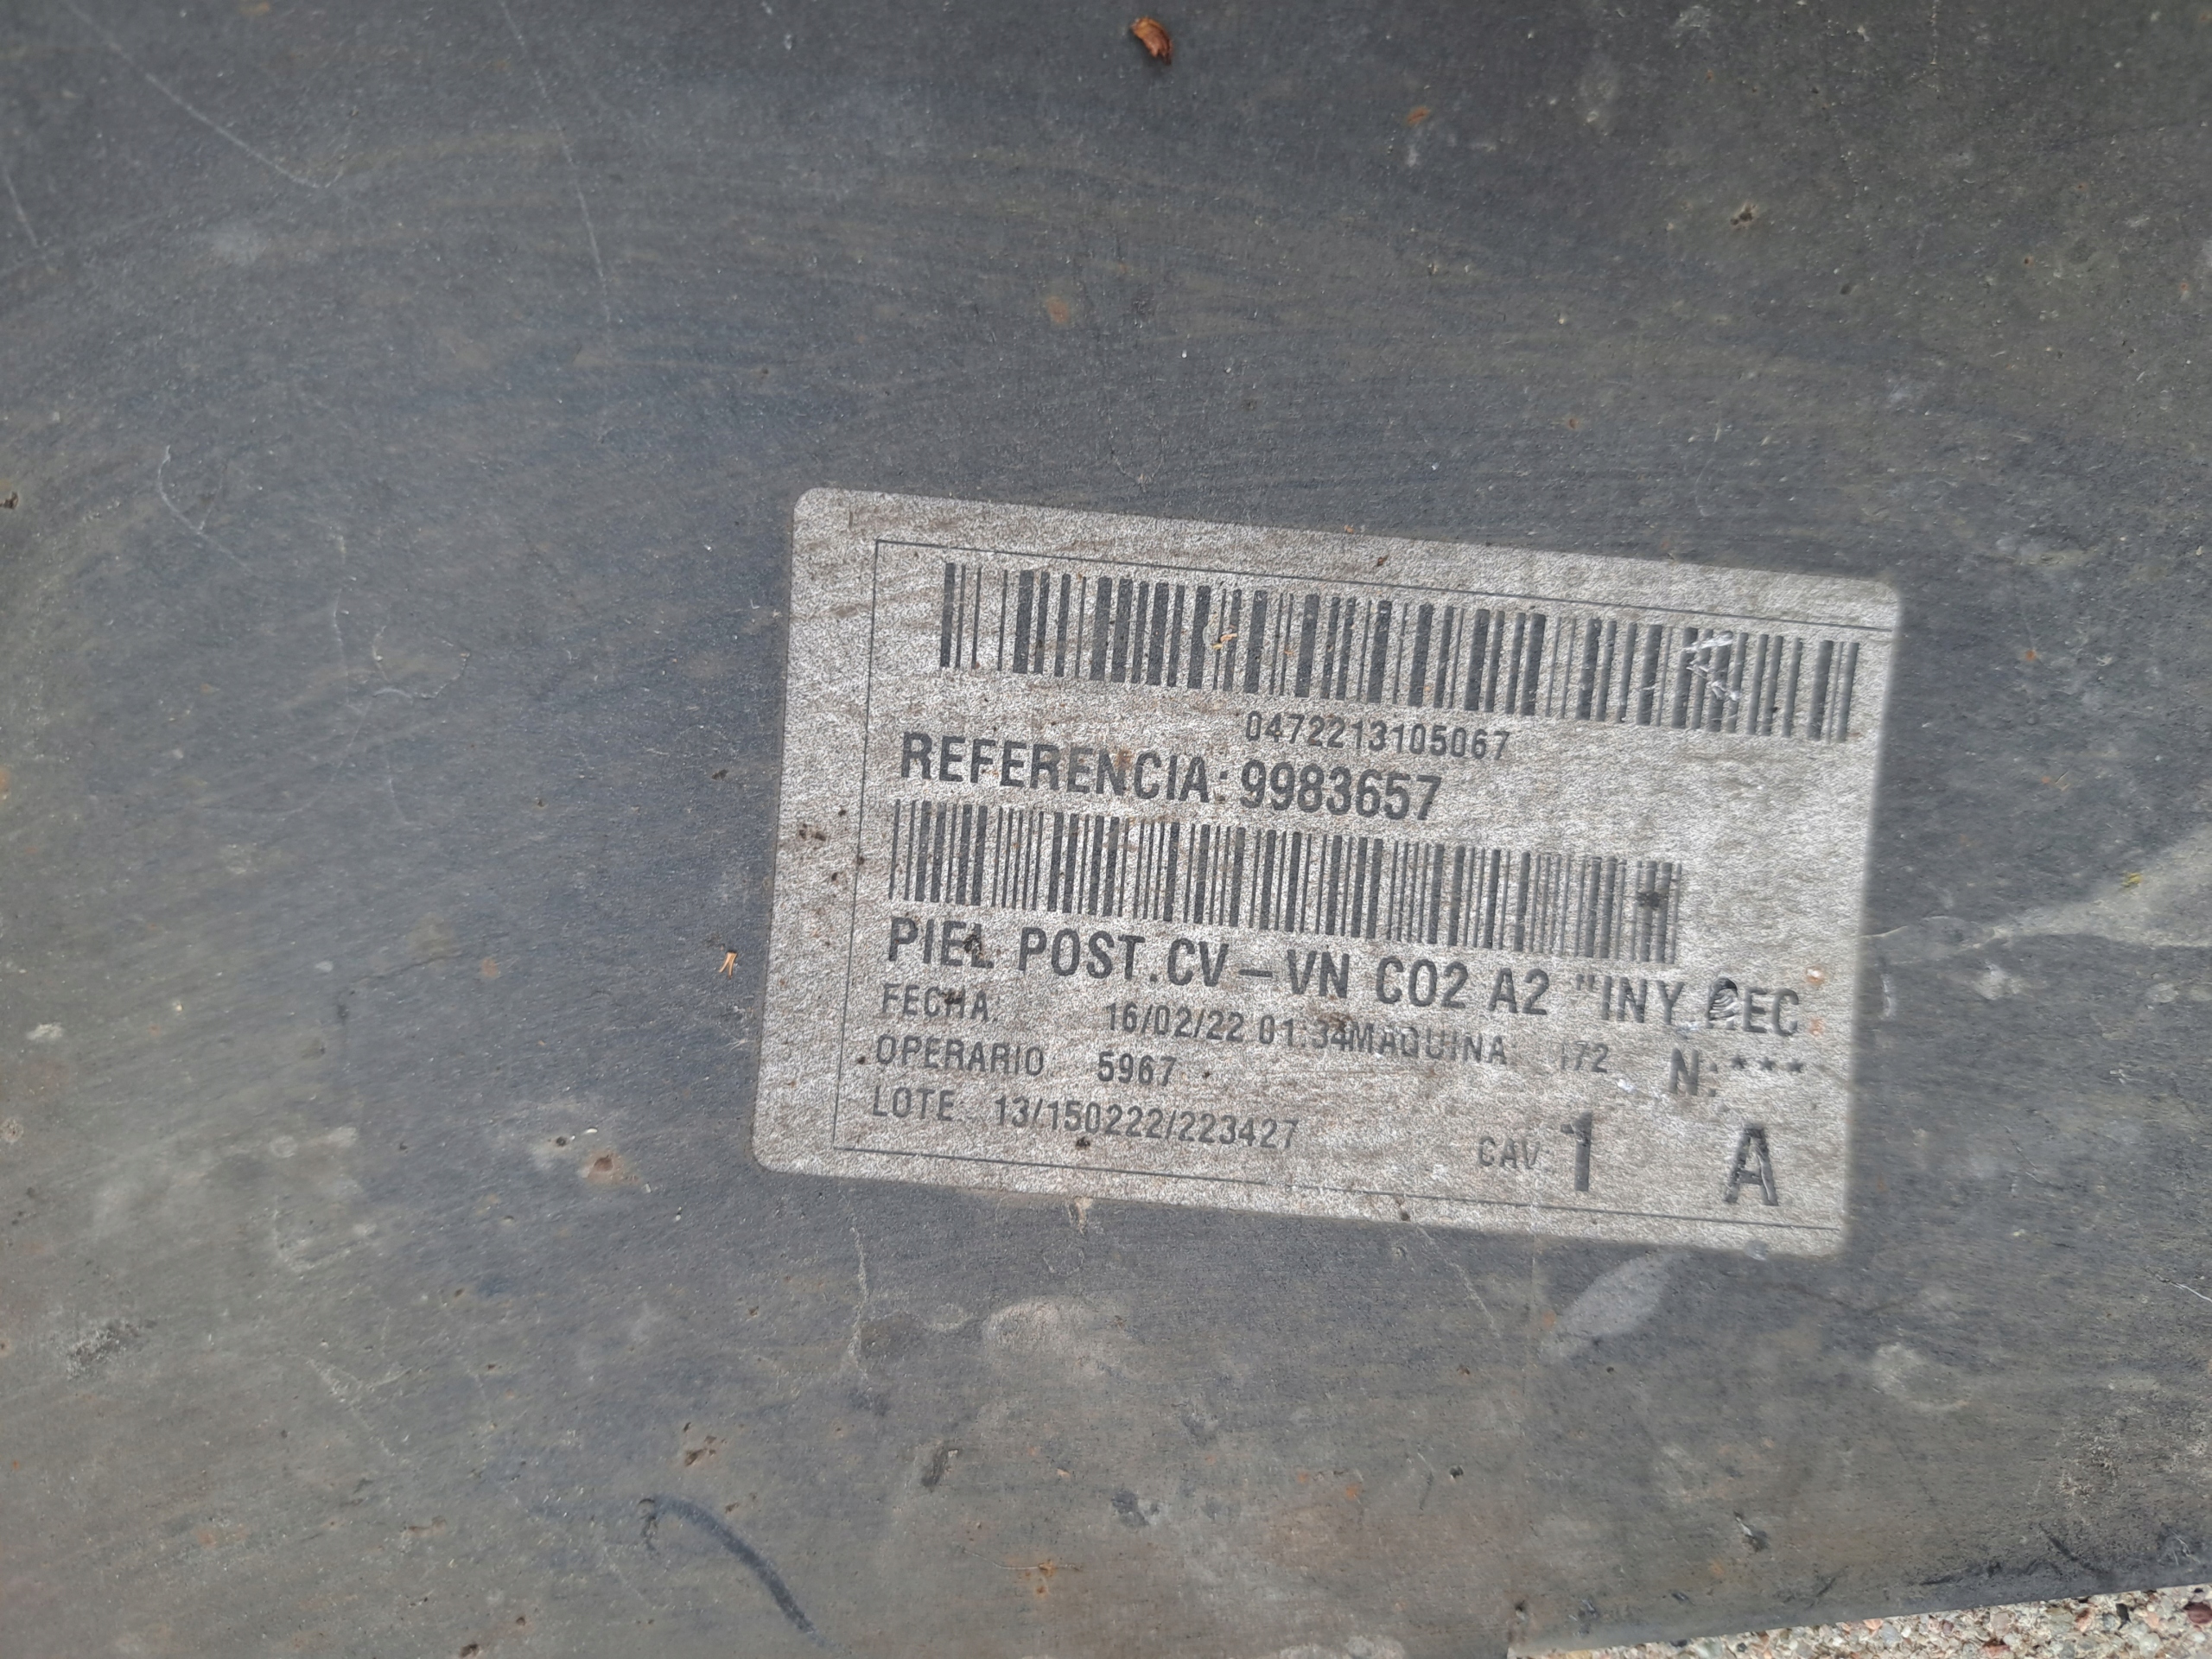 0472213105067
REFERENCIA: 9983657
PIEL POST.CV-VN CO2 A2 "INY.REC
FECHA: 16/02/22 01:34MAQUINA: 172 N:***
OPERARIO 5967
LOTE: 13/150222/223427
CAV: 1 A